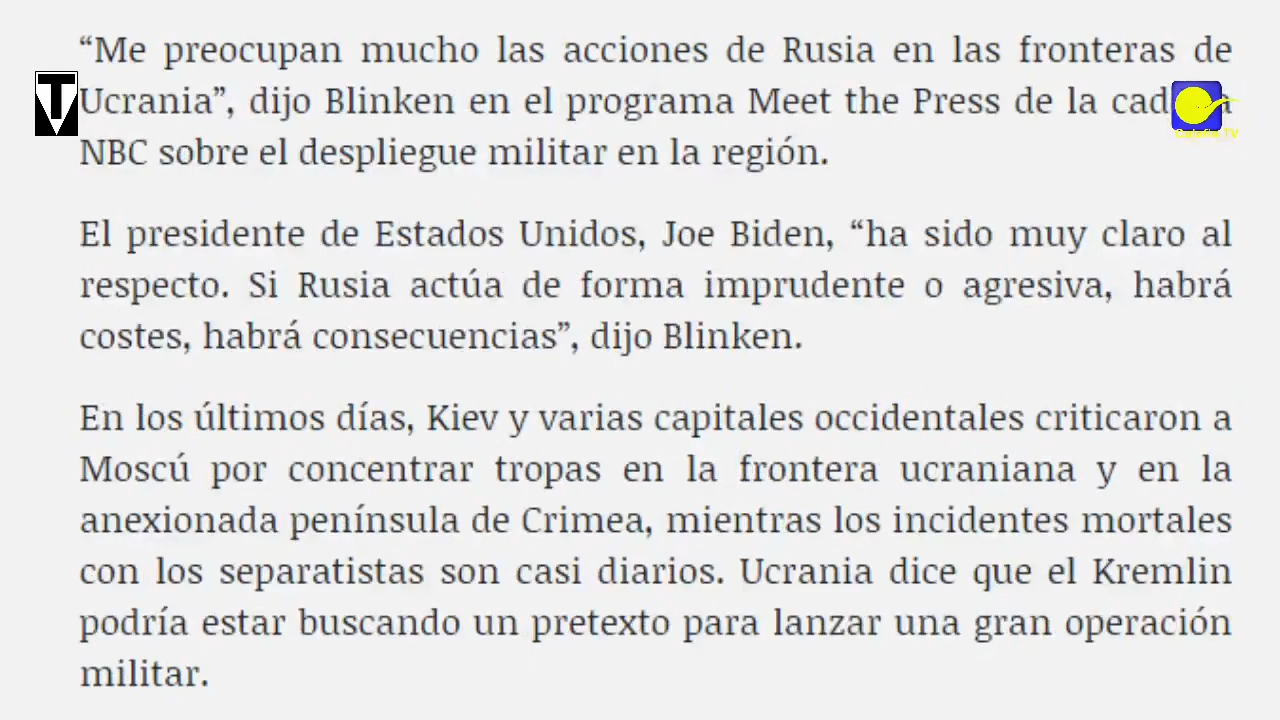 “Me preocupan mucho las acciones de Rusia en las fronteras de
Ucrania”, dijo Blinken en el programa Meet the Press de la
NBC sobre el despliegue militar en la región.
El presidente de Estados Unidos, Joe Biden, “ha sido muy claro al
respecto. Si Rusia actúa de forma imprudente o agresiva, habrá
costes, habrá consecuencias”, dijo Blinken.
En los últimos días, Kiev y varias capitales occidentales criticaron a
Moscú por concentrar tropas en la frontera ucraniana y en la
anexionada península de Crimea, mientras los incidentes mortales
con los separatistas son casi diarios. Ucrania dice que el Kremlin
podría estar buscando un pretexto para lanzar una gran operación
militar.